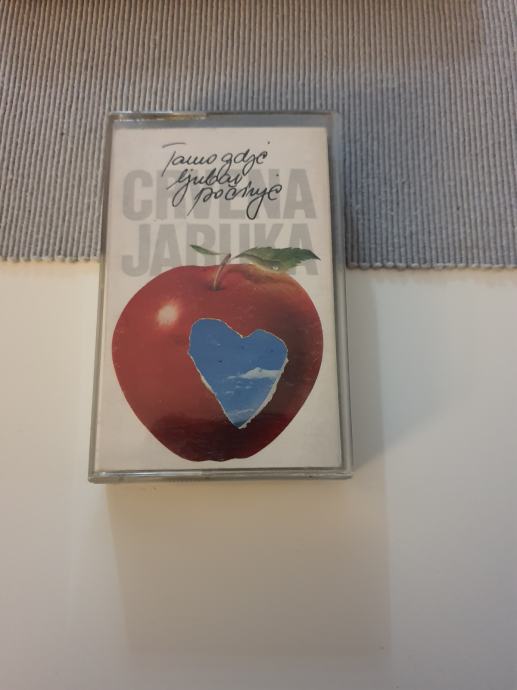 Tamo gdje
ljubav
počinje
CRVENA
JABUKA